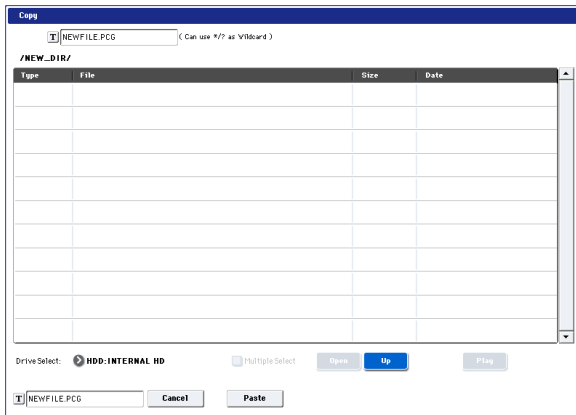 Copy
T NEWFILE.PCG ( Can use */? as Wildcard )
/NEW_DIR/
Type File Size Date
Drive Select: HDD:INTERNAL HD Multiple Select Open Up Play
T NEWFILE.PCG Cancel Paste